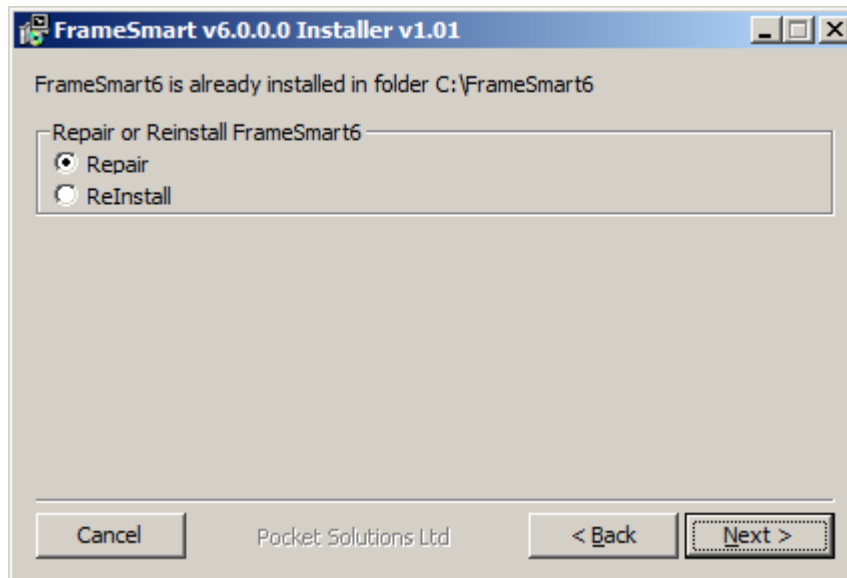 FrameSmart v6.0.0.0 Installer v1.01
FrameSmart6 is already installed in folder C:\FrameSmart6
Repair or Reinstall FrameSmart6
Repair
ReInstall
Cancel
Pocket Solutions Ltd
< Back
Next >